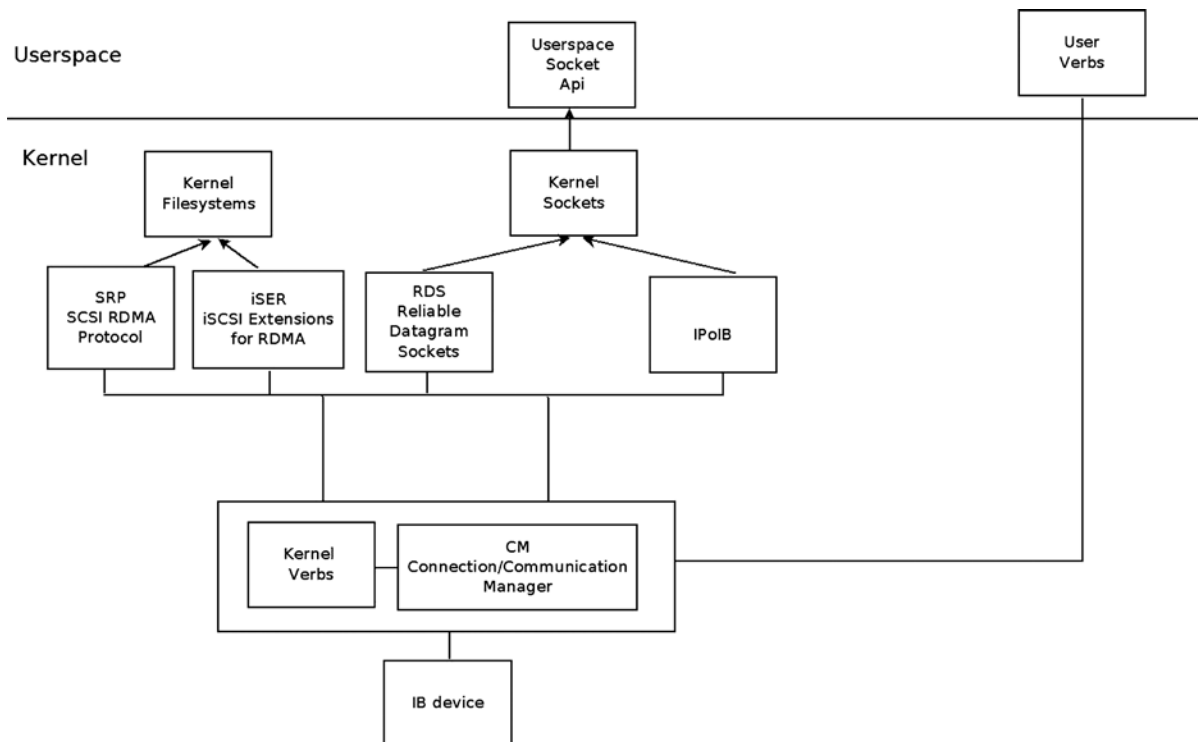 Userspace
Userspace
Socket
Api
User
Verbs
Kernel
Kernel
Filesystems
Kernel
Sockets
SRP
SCSI RDMA
Protocol
iSER
iSCSI Extensions
for RDMA
RDS
Reliable
Datagram
Sockets
IPoIB
Kernel
Verbs
CM
Connection/Communication
Manager
IB device